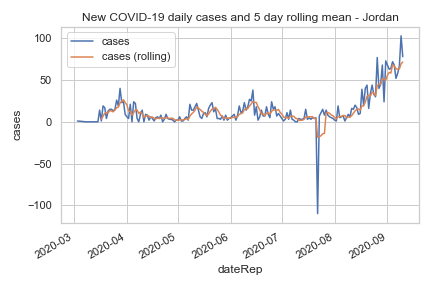 New COVID-19 daily cases and 5 day rolling mean - Jordan
cases
cases (rolling)
100
50
0
−50
−100
cases
2020-03
2020-04
2020-05
2020-06
2020-07
2020-08
2020-09
dateRep